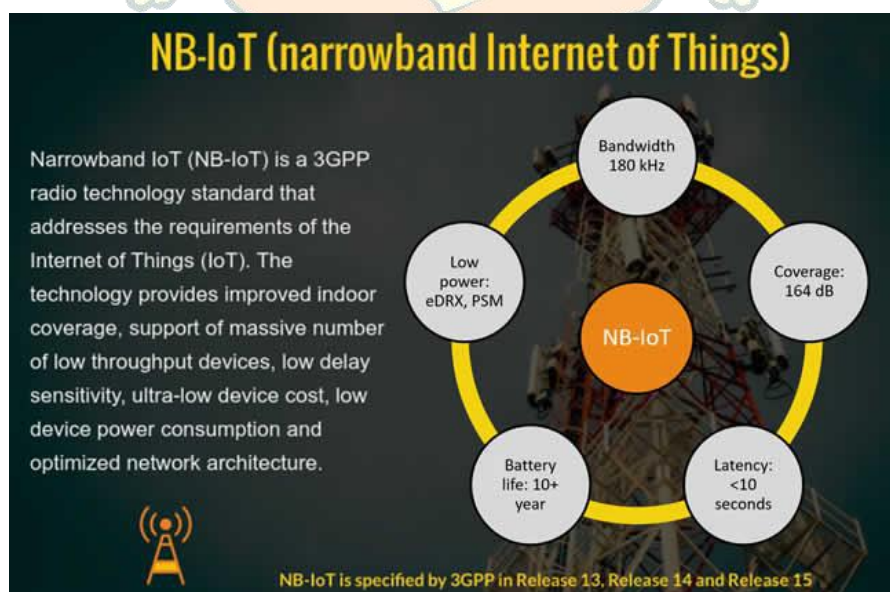 NB-IoT (narrowband Internet of Things)
Narrowband IoT (NB-IoT) is a 3GPP
radio technology standard that
addresses the requirements of the
Internet of Things (IoT). The
technology provides improved indoor
coverage, support of massive number
of low throughput devices, low delay
sensitivity, ultra-low device cost, low
device power consumption and
optimized network architecture.
Bandwidth
180 kHz
Low
power:
eDRX, PSM
Coverage:
164 dB
NB-IoT
Battery
life: 10+
year
Latency:
<10
seconds
NB-IoT is specified by 3GPP in Release 13, Release 14 and Release 15